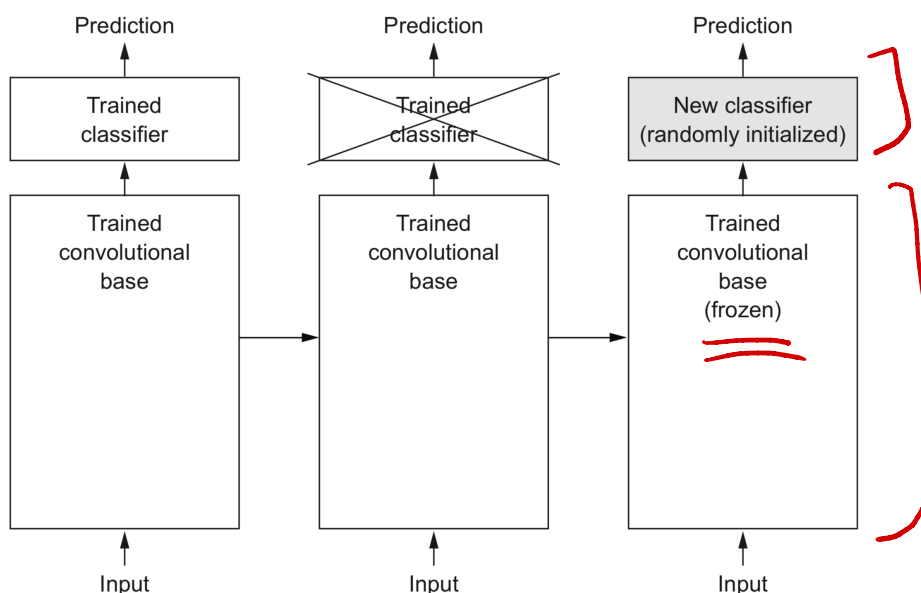 Prediction
Trained
classifier
Trained
convolutional
base
Input
Prediction
Trained
classifier
Trained
convolutional
base
Input
Prediction
New classifier
(randomly initialized)
Trained
convolutional
base
(frozen)
Input